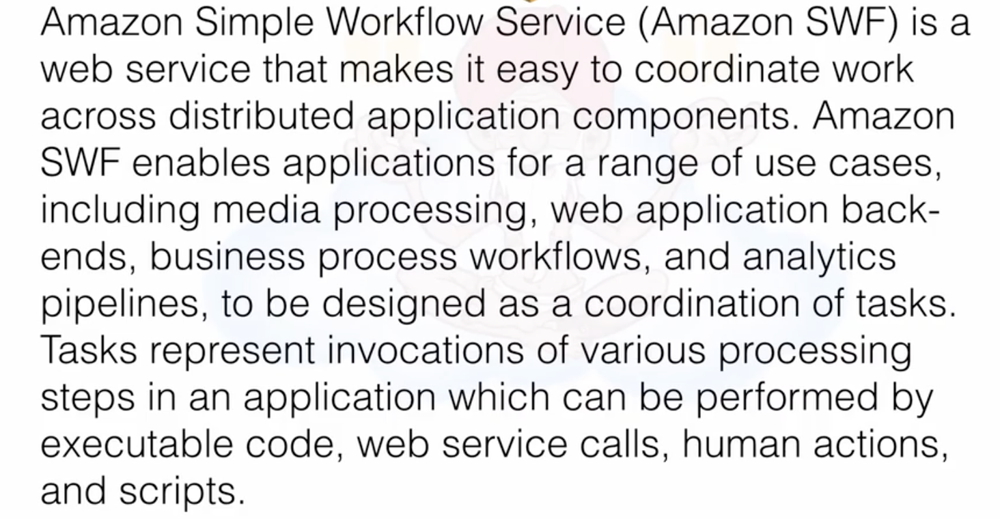 Amazon Simple Workflow Service (Amazon SWF) is a
web service that makes it easy to coordinate work
across distributed application components. Amazon
SWF enables applications for a range of use cases,
including media processing, web application back-
ends, business process workflows, and analytics
pipelines, to be designed as a coordination of tasks.
Tasks represent invocations of various processing
steps in an application which can be performed by
executable code, web service calls, human actions,
and scripts.